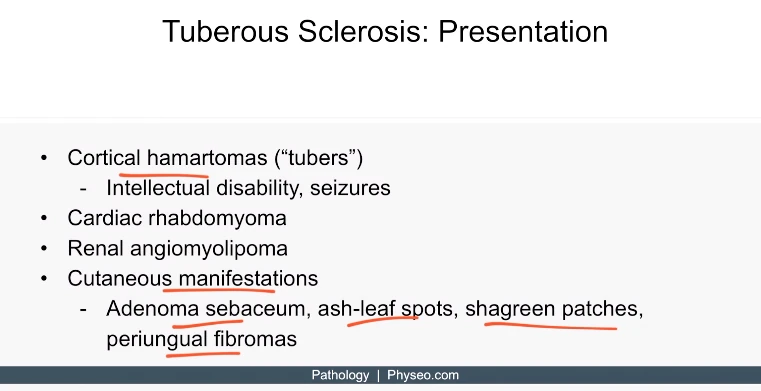 Tuberous Sclerosis: Presentation
• Cortical hamartomas (“tubers”)
- Intellectual disability, seizures
• Cardiac rhabdomyoma
• Renal angiomyolipoma
• Cutaneous manifestations
- Adenoma sebaceum, ash-leaf spots, shagreen patches,
periungual fibromas
Pathology | Physeo.com